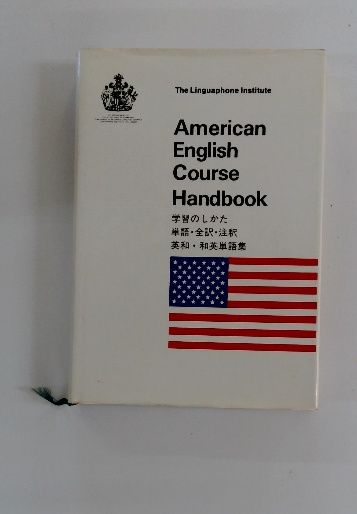 The Linguaphone Institute
American
English
Course
Handbook
学習のしかた
単語・全訳・注釈
英和・和英単語集